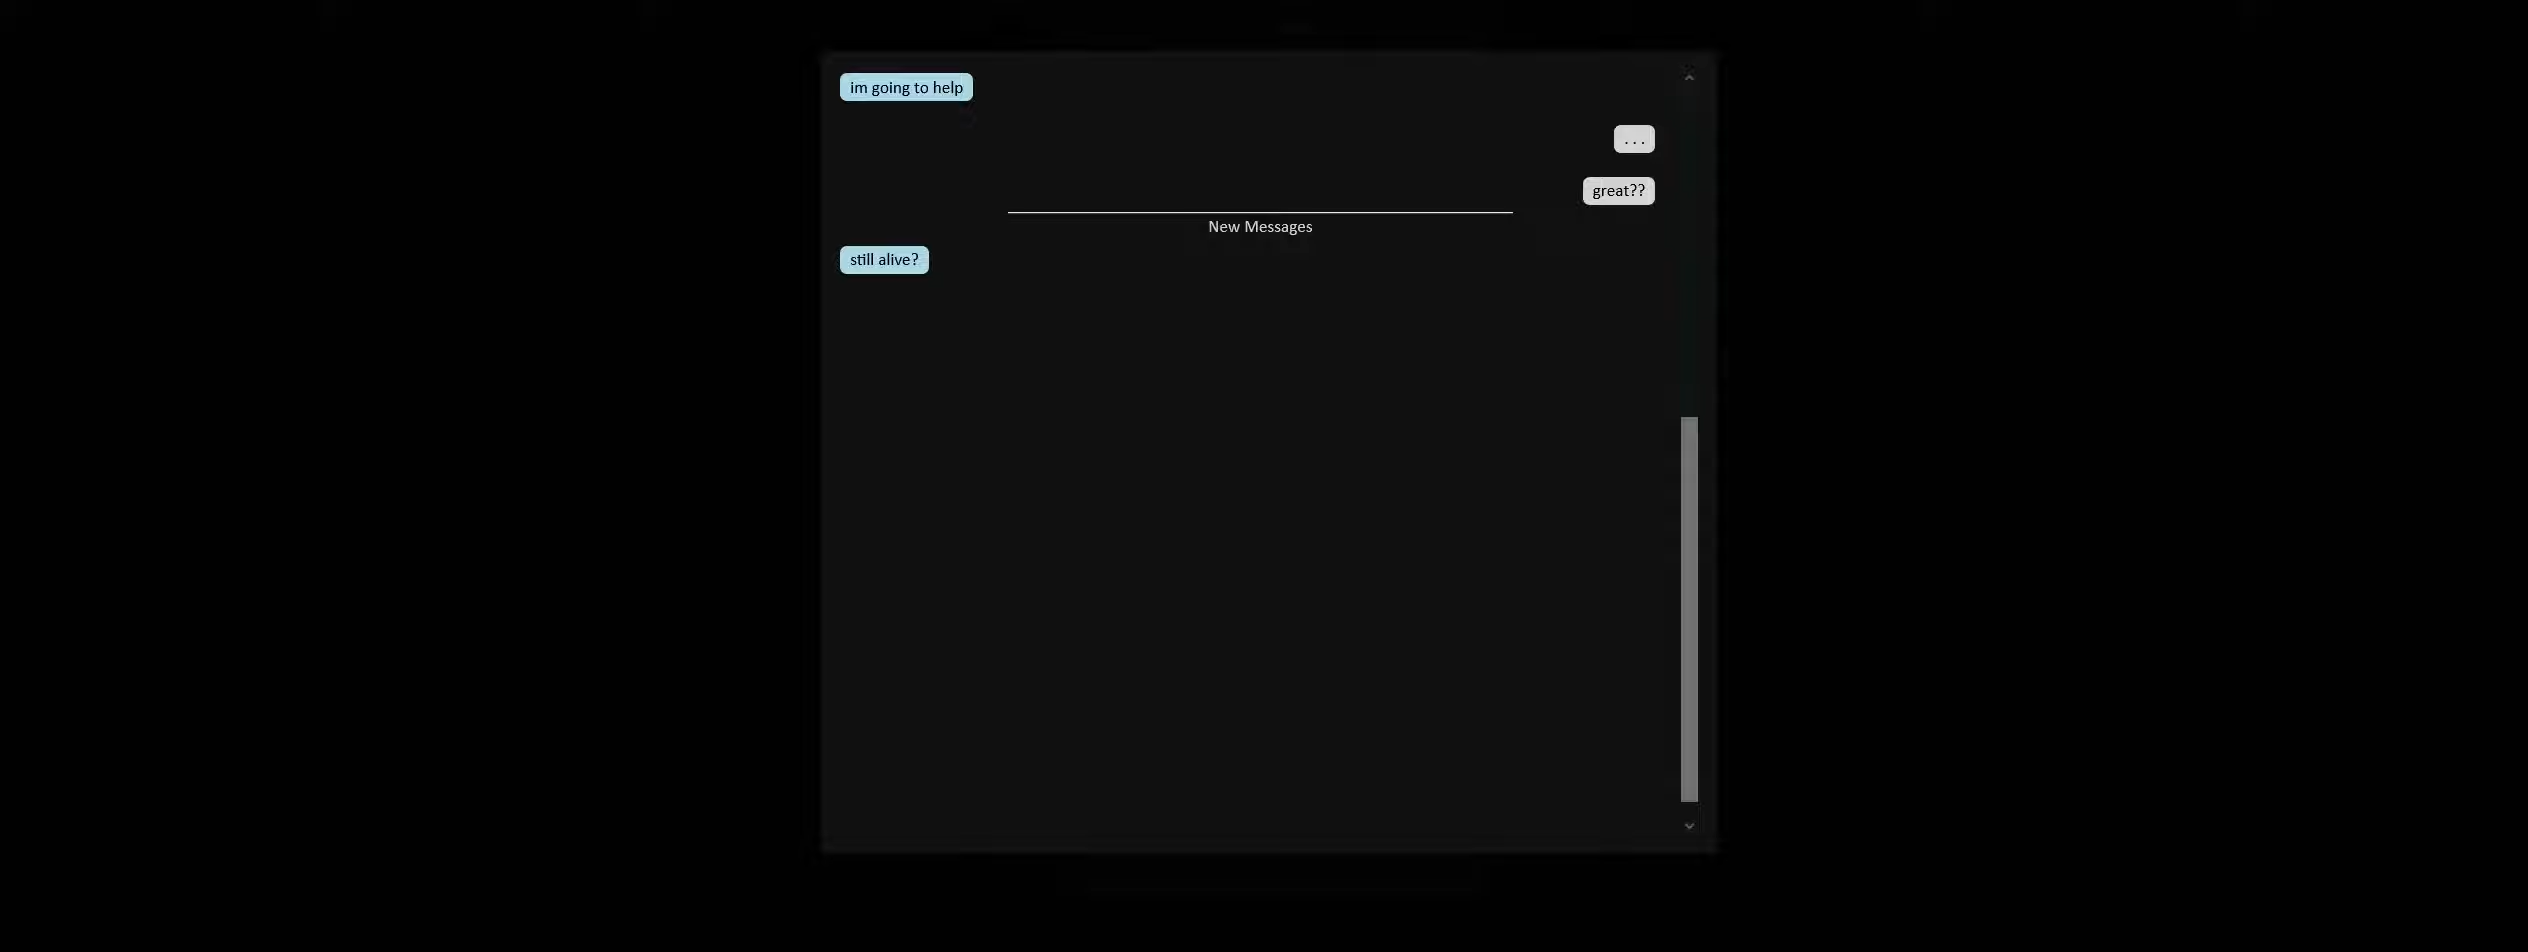 im going to help
...
great??
New Messages
still alive?